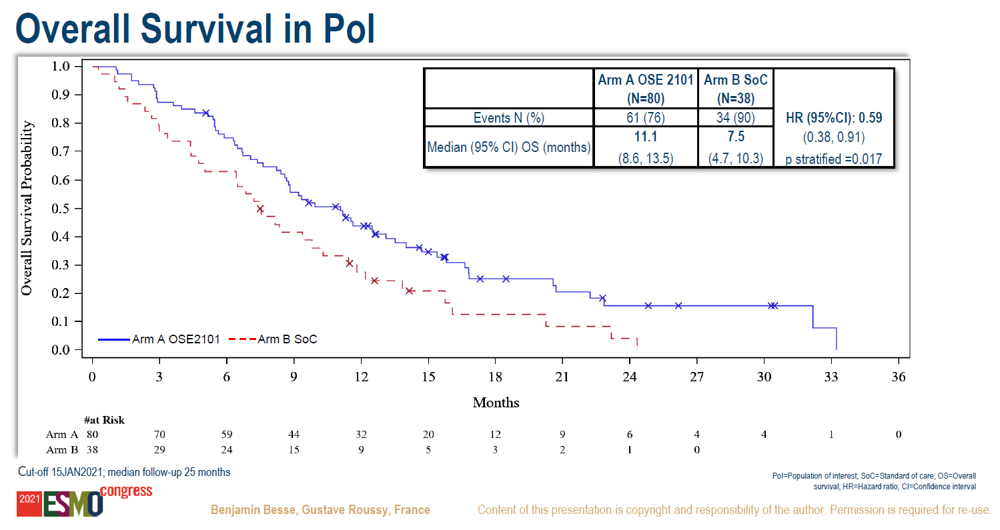 Overall Survival in PoI
Arm A OSE 2101 Arm B SoC
(N=80) (N=38)
Events N (%) 61 (76) 34 (90) HR (95%CI): 0.59
Median (95% CI) OS (months) 11.1 7.5 (0.38, 0.91)
(8.6, 13.5) (4.7, 10.3) p stratified =0.017
Overall Survival Probability
1.0
0.9
0.8
0.7
0.6
0.5
0.4
0.3
0.2
0.1
0.0
Arm A OSE2101 Arm B SoC
0 3 6 9 12 15 18 21 24 27 30 33 36
Months
#at Risk
Arm A 80 70 59 44 32 20 12 9 6 4 4 1 0
Arm B 38 29 24 15 9 5 3 2 1 0
Cut-off 15JAN2021; median follow-up 25 months
PoI=Population of interest; SoC=Standard of care; OS=Overall
survival; HR=Hazard ratio; CI=Confidence interval
2021 ESMO congress
Benjamin Besse, Gustave Roussy, France
Content of this presentation is copyright and responsibility of the author. Permission is required for re-use.